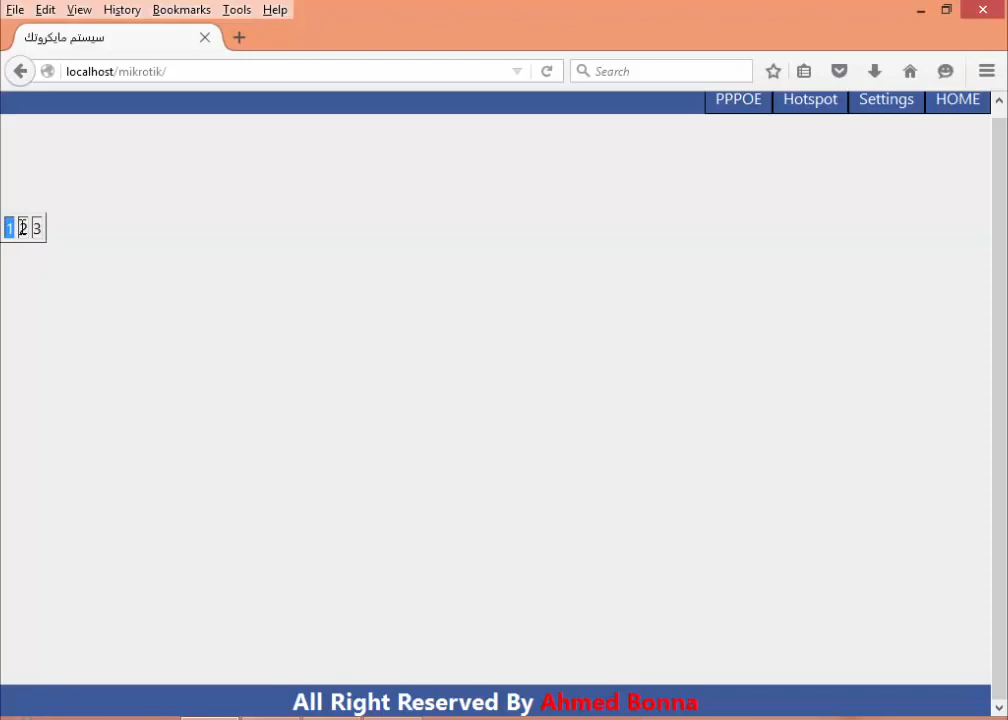 File Edit View History Bookmarks Tools Help
سيستم مايكروتك
localhost/mikrotik/
Search
PPPOE Hotspot Settings HOME
1 2 3
All Right Reserved By Ahmed Bonna